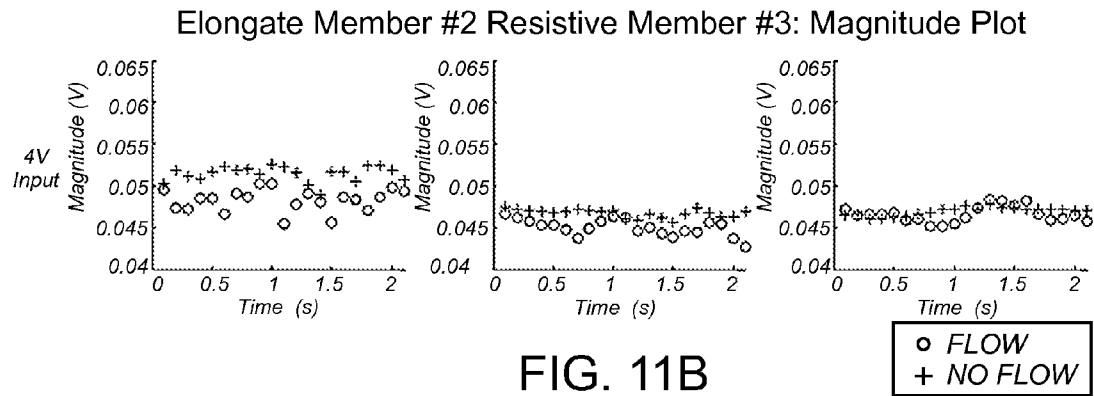 Elongate Member #2 Resistive Member #3: Magnitude Plot
4V
Input
Magnitude (V)
0.065
0.06
0.055
0.05
0.045
0.04
0 0.5 1 1.5 2
Time (s)
Magnitude (V)
0.065
0.06
0.055
0.05
0.045
0.04
0 0.5 1 1.5 2
Time (s)
Magnitude (V)
0.065
0.06
0.055
0.05
0.045
0.04
0 0.5 1 1.5 2
Time (s)
FLOW
NO FLOW
FIG. 11B